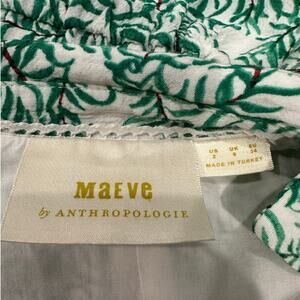 MAEVE
by ANTHROPOLOGIE
US UK EU
2 6 34
MADE IN TURKEY